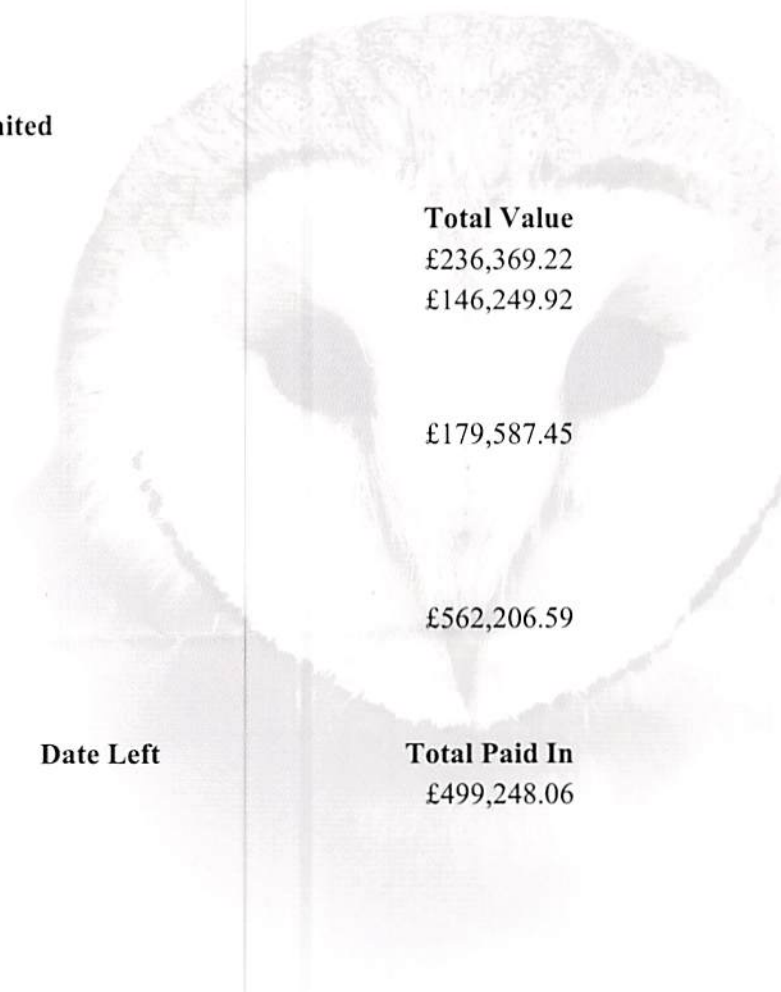 Total Value
£236,369.22
£146,249.92
£179,587.45
£562,206.59
Date Left Total Paid In
£499,248.06